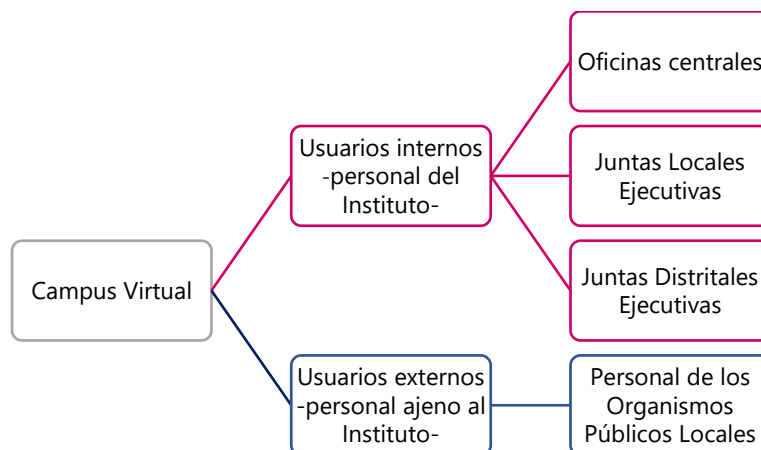 Campus Virtual
Usuarios internos
-personal del
Instituto-
Oficinas centrales
Juntas Locales
Ejecutivas
Juntas Distritales
Ejecutivas
Usuarios externos
-personal ajeno al
Instituto-
Personal de los
Organismos
Públicos Locales